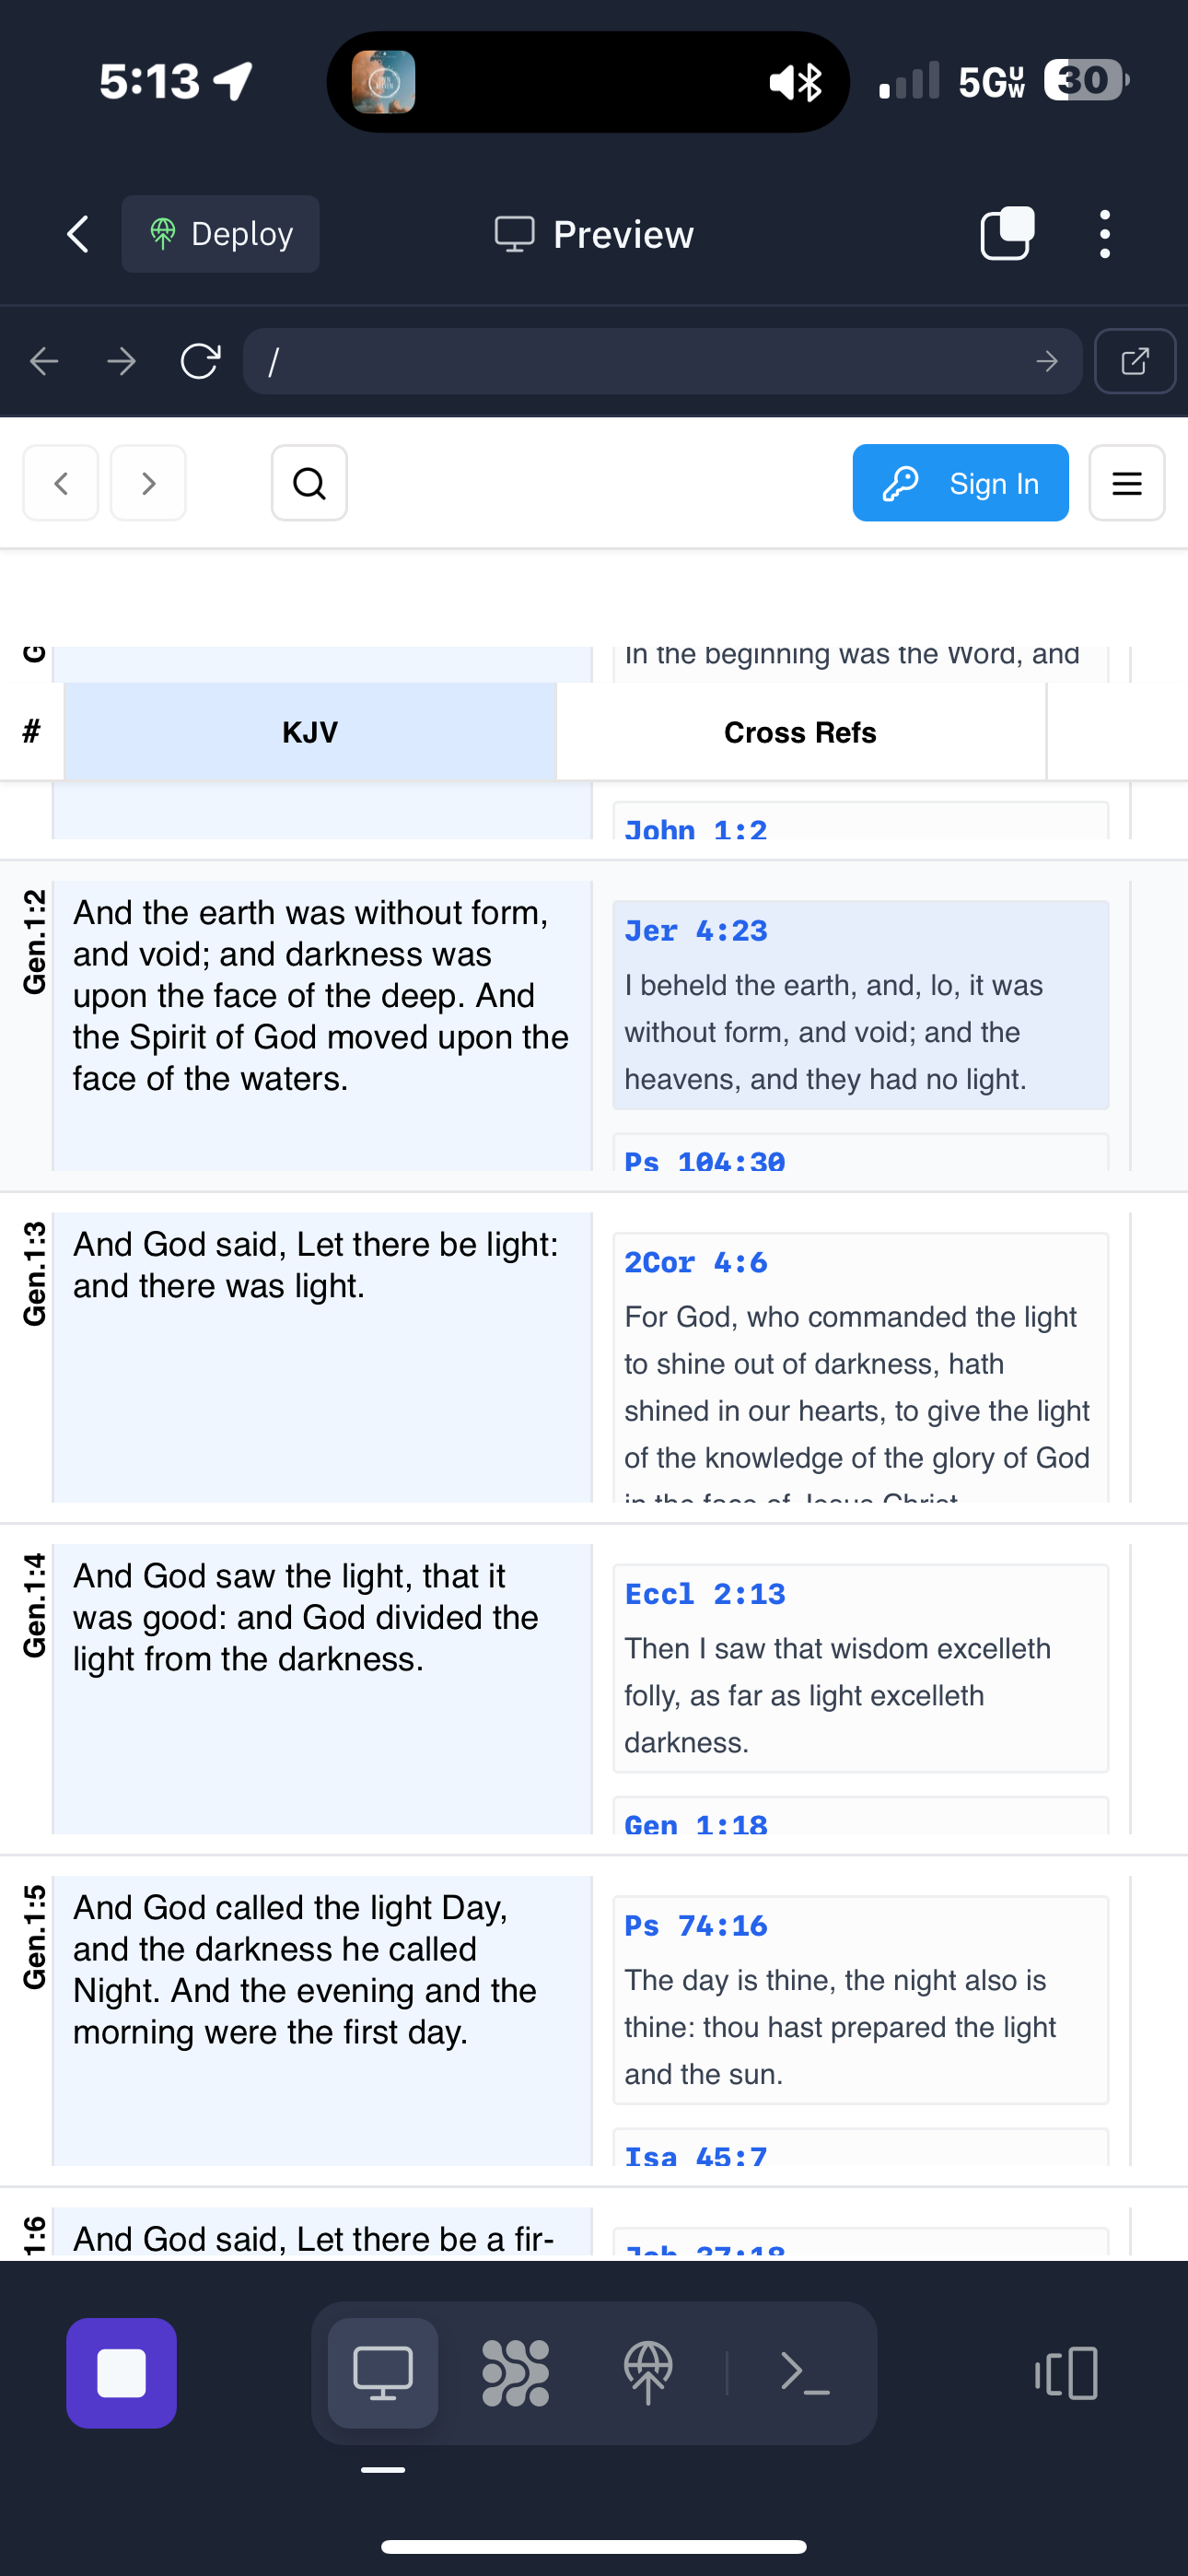 5:13
5G UW
30
Deploy
Preview
/
Sign In
G
In the beginning was the Word, and
#
KJV
Cross Refs
John 1:2
Gen.1:2
And the earth was without form,
and void; and darkness was
upon the face of the deep. And
the Spirit of God moved upon the
face of the waters.
Jer 4:23
I beheld the earth, and, lo, it was
without form, and void; and the
heavens, and they had no light.
Ps 104:30
Gen.1:3
And God said, Let there be light:
and there was light.
2Cor 4:6
For God, who commanded the light
to shine out of darkness, hath
shined in our hearts, to give the light
of the knowledge of the glory of God
in the face of Jesus Christ.
Gen.1:4
And God saw the light, that it
was good: and God divided the
light from the darkness.
Eccl 2:13
Then I saw that wisdom excelleth
folly, as far as light excelleth
darkness.
Gen 1:18
Gen.1:5
And God called the light Day,
and the darkness he called
Night. And the evening and the
morning were the first day.
Ps 74:16
The day is thine, the night also is
thine: thou hast prepared the light
and the sun.
Isa 45:7
1:6
And God said, Let there be a fir-
Job 37:18